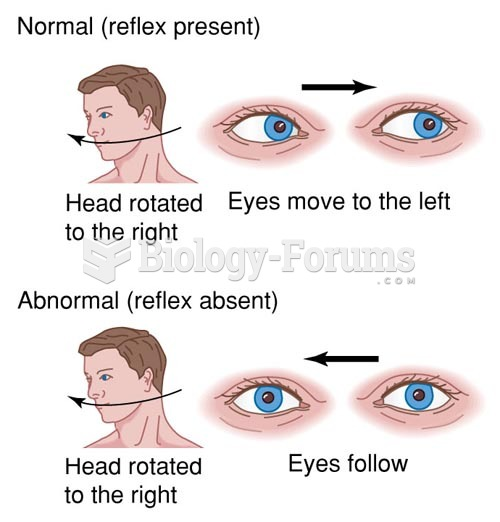 Normal (reflex present)
Head rotated
to the right
Eyes move to the left
Biology-Forums
.COM
Abnormal (reflex absent)
Head rotated
to the right
Eyes follow